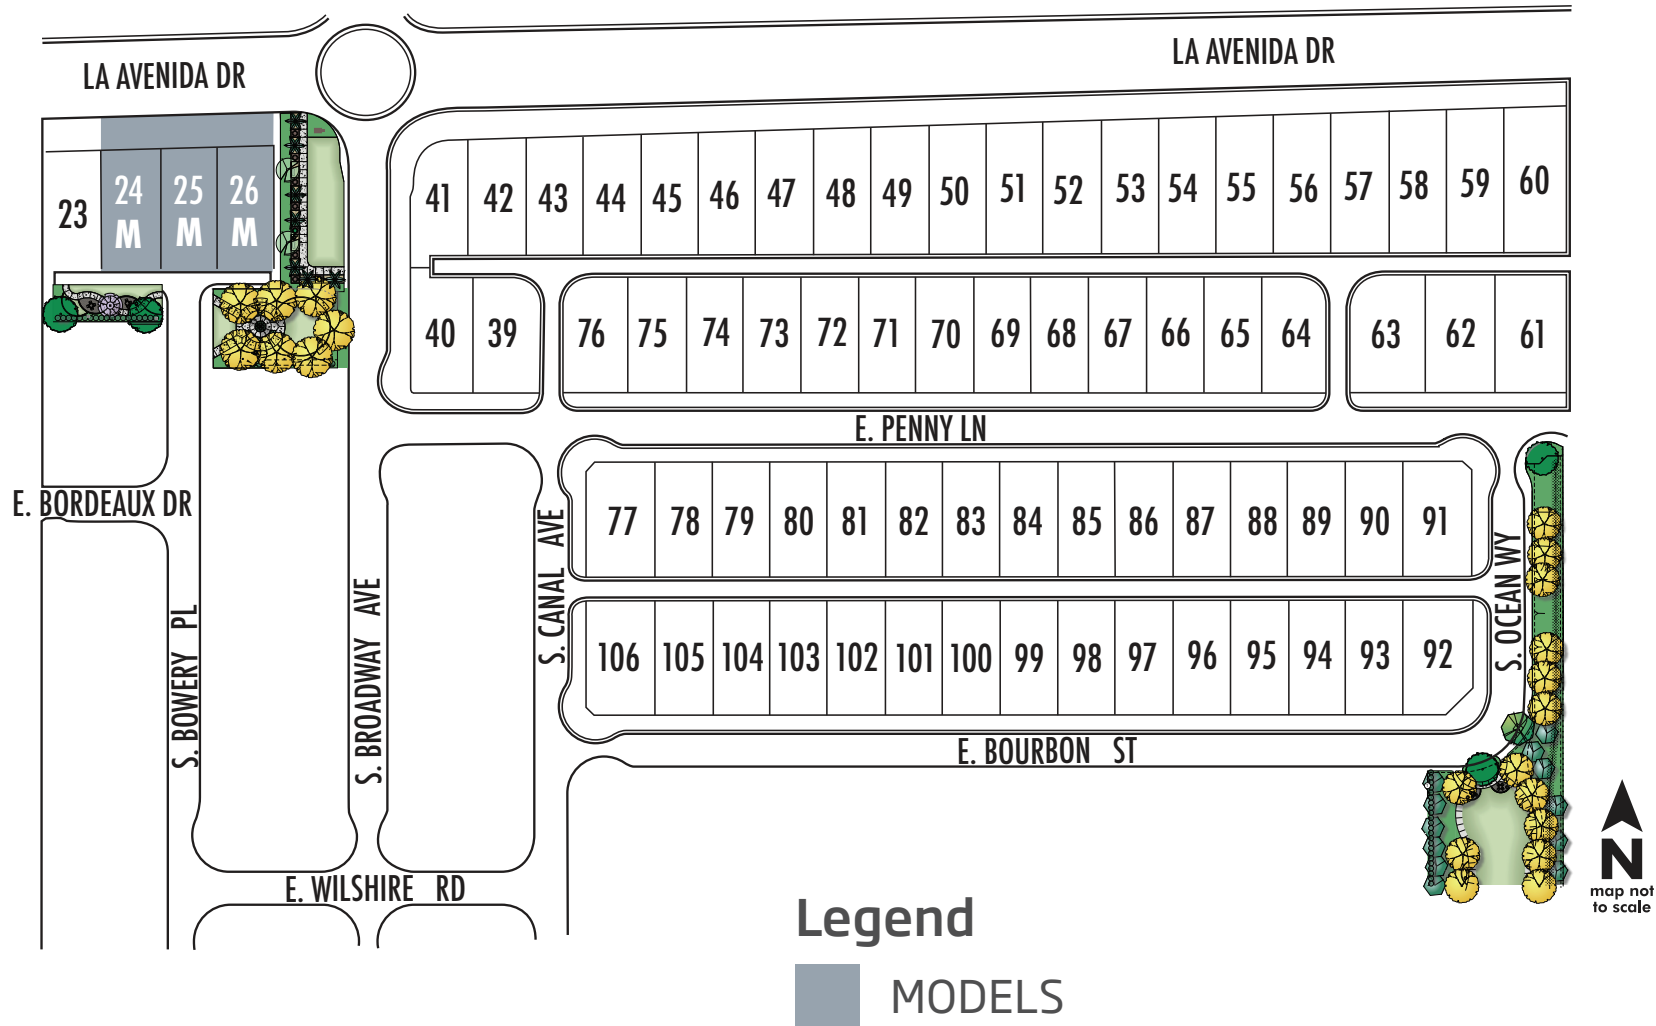 LA AVENIDA DR
LA AVENIDA DR
23
24 M
25 M
26 M
41 42 43 44 45 46 47 48 49 50 51 52 53 54 55 56 57 58 59 60
40 39 76 75 74 73 72 71 70 69 68 67 66 65 64 63 62 61
E. PENNY LN
E. BORDEAUX DR
77 78 79 80 81 82 83 84 85 86 87 88 89 90 91
S. BOWERY PL
S. BROADWAY AVE
S. CANAL AVE
S. OCEAN WY
106 105 104 103 102 101 100 99 98 97 96 95 94 93 92
E. BOURBON ST
E. WILSHIRE RD
N
map not
to scale
Legend
MODELS